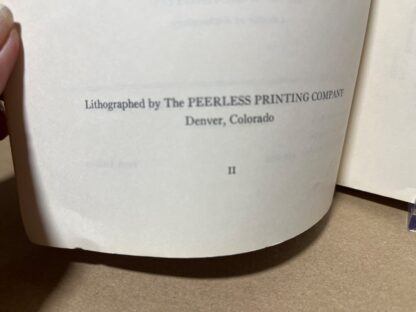 Lithographed by The PEERLESS PRINTING COMPANY
Denver, Colorado
II